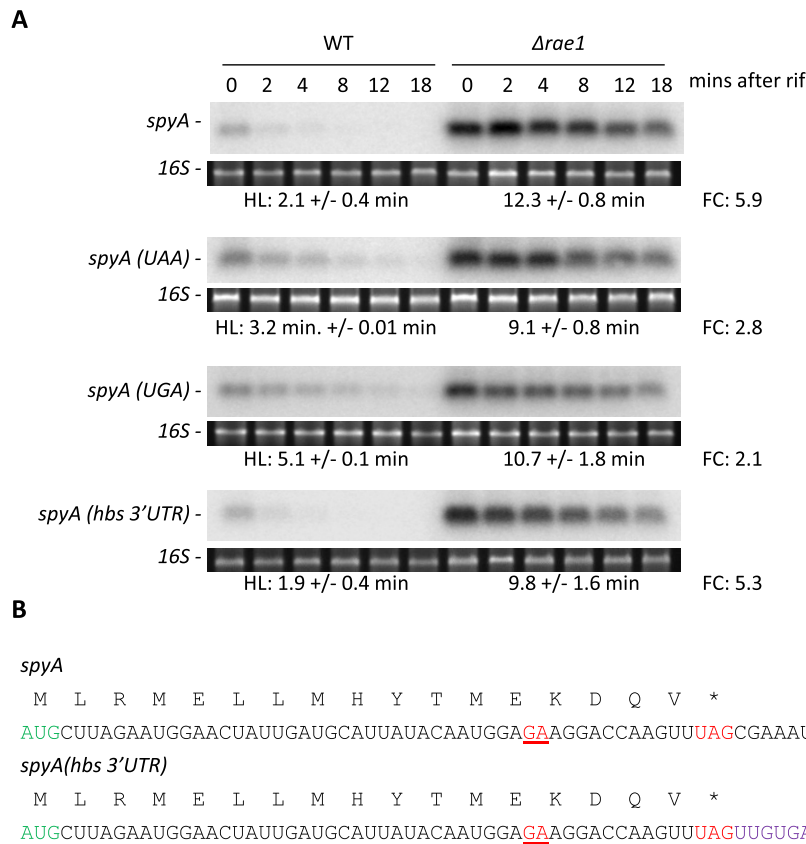 A
WT Δrae1
0 2 4 8 12 18 0 2 4 8 12 18 mins after rif
spyA -
16S -
HL: 2.1 +/- 0.4 min 12.3 +/- 0.8 min FC: 5.9
spyA (UAA) -
16S -
HL: 3.2 min. +/- 0.01 min 9.1 +/- 0.8 min FC: 2.8
spyA (UGA) -
16S -
HL: 5.1 +/- 0.1 min 10.7 +/- 1.8 min FC: 2.1
spyA (hbs 3’UTR) -
16S -
HL: 1.9 +/- 0.4 min 9.8 +/- 1.6 min FC: 5.3
B
spyA
M L R M E L L M H Y T M E K D Q V *
AUGCUUAGAAUGGAACUAUUGAUGCAUUAUACAAUGGAGAAGGACCAAGUUUAGCGAAAU
spyA(hbs 3’UTR)
M L R M E L L M H Y T M E K D Q V *
AUGCUUAGAAUGGAACUAUUGAUGCAUUAUACAAUGGAGAAGGACCAAGUUUAGUUGUGA